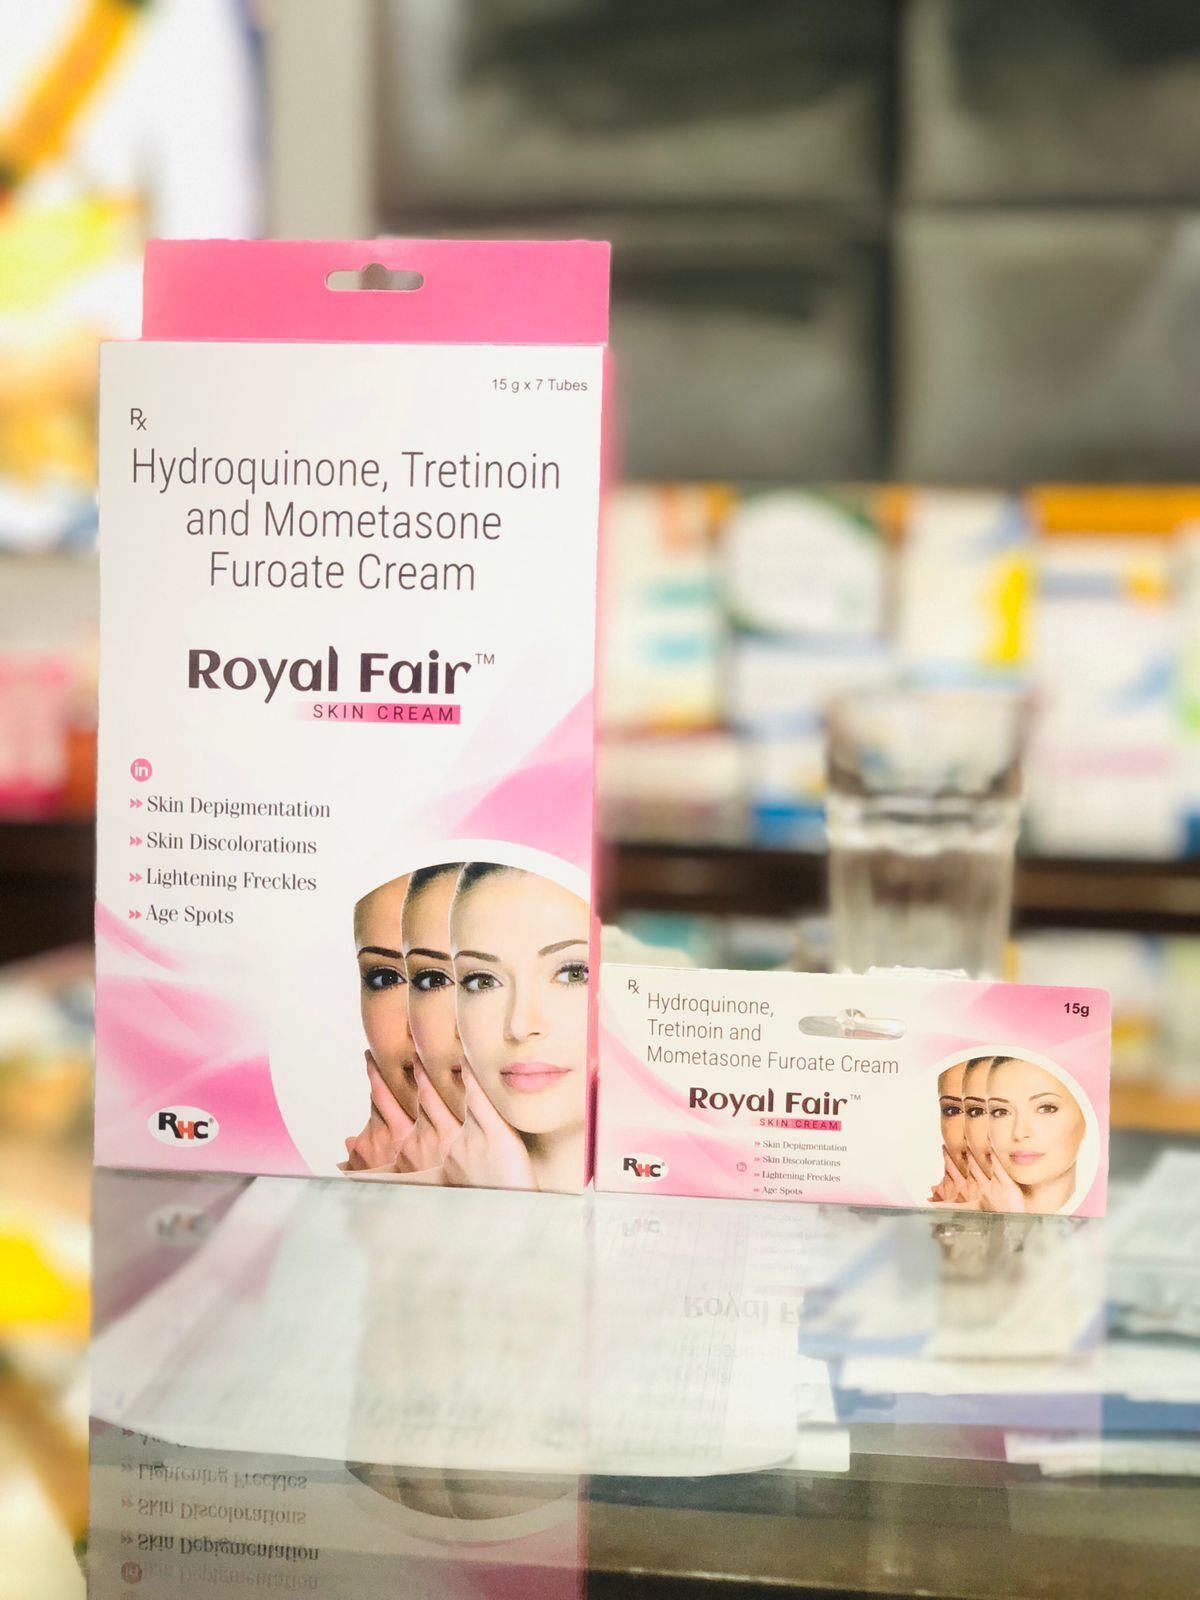 15 g x 7 Tubes
Rx
Hydroquinone, Tretinoin
and Mometasone
Furoate Cream
Royal Fair™
SKIN CREAM
in
Skin Depigmentation
Skin Discolorations
Lightening Freckles
Age Spots
RHC®
Rx
15g
Hydroquinone,
Tretinoin and
Mometasone Furoate Cream
Royal Fair™
SKIN CREAM
Skin Depigmentation
Skin Discolorations
in
Lightening Freckles
Age Spots
RHC®